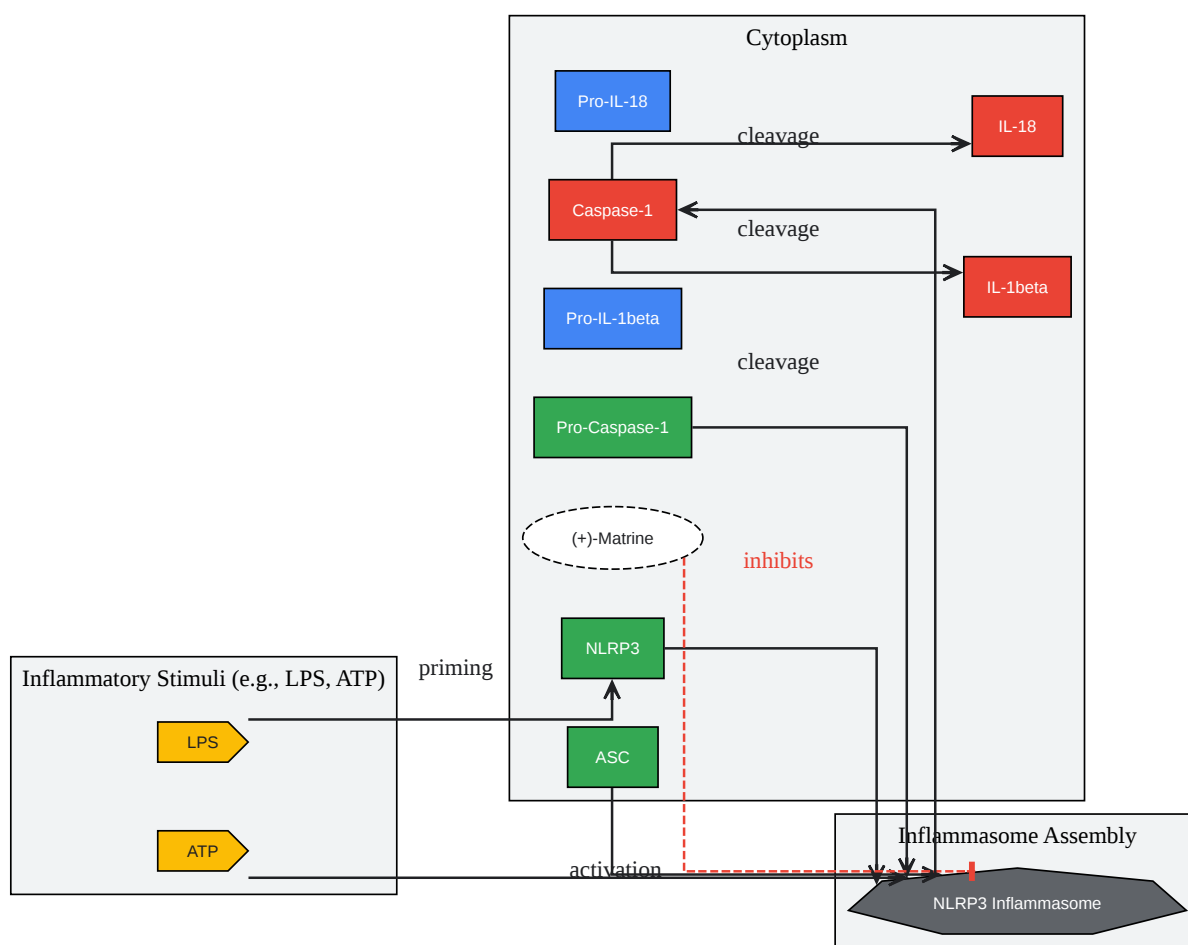 Cytoplasm
Pro-IL-18
IL-18
cleavage
Caspase-1
cleavage
IL-1beta
Pro-IL-1beta
cleavage
Pro-Caspase-1
(+)-Matrine
inhibits
NLRP3
priming
Inflammatory Stimuli (e.g., LPS, ATP)
LPS
ASC
Inflammasome Assembly
ATP
activation
NLRP3 Inflammasome